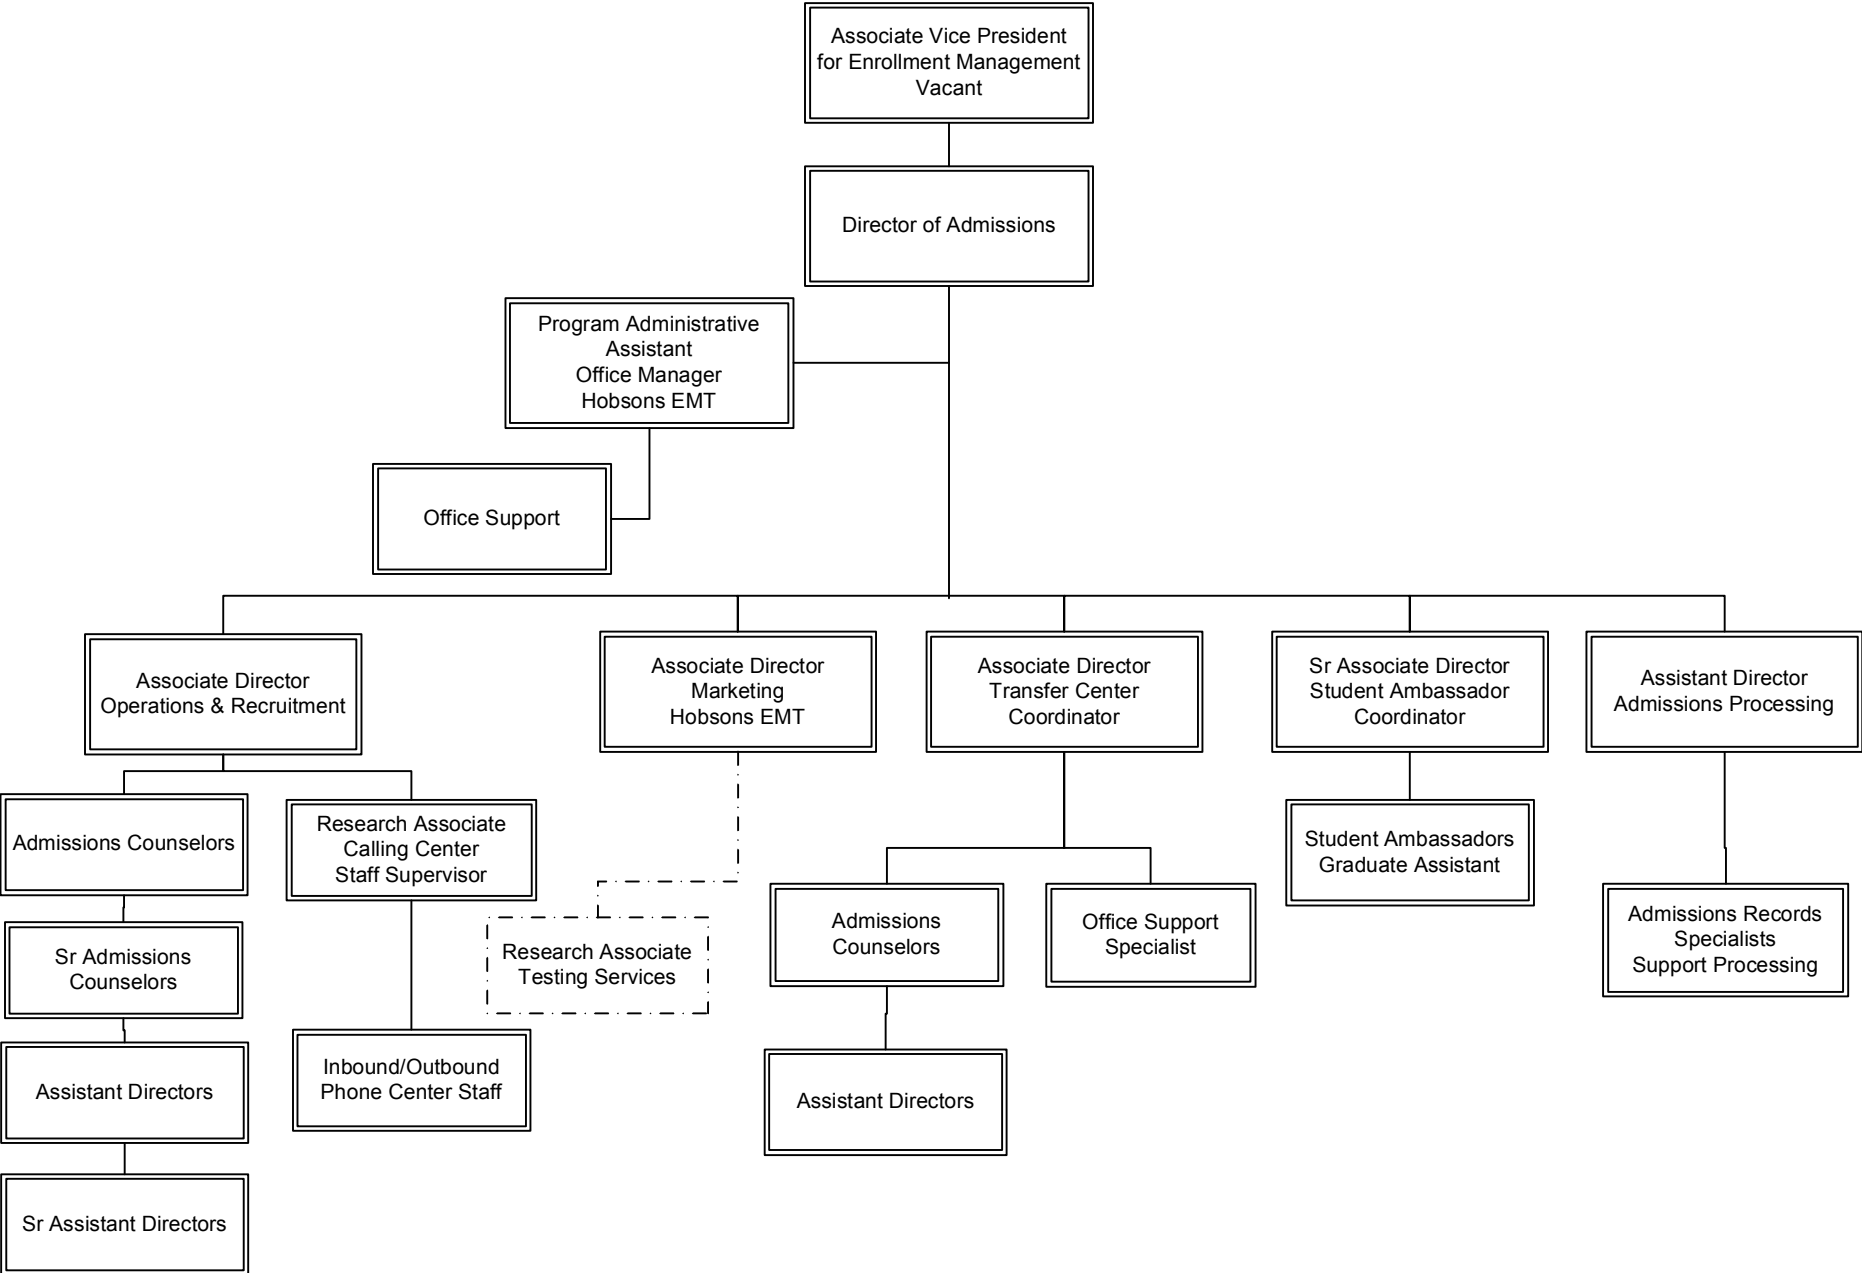 Associate Vice President
for Enrollment Management
Vacant
Director of Admissions
Program Administrative
Assistant
Office Manager
Hobsons EMT
Office Support
Associate Director
Operations & Recruitment
Associate Director
Marketing
Hobsons EMT
Associate Director
Transfer Center
Coordinator
Sr Associate Director
Student Ambassador
Coordinator
Assistant Director
Admissions Processing
Admissions Counselors
Research Associate
Calling Center
Staff Supervisor
Student Ambassadors
Graduate Assistant
Sr Admissions
Counselors
Research Associate
Testing Services
Admissions
Counselors
Office Support
Specialist
Admissions Records
Specialists
Support Processing
Assistant Directors
Inbound/Outbound
Phone Center Staff
Assistant Directors
Sr Assistant Directors